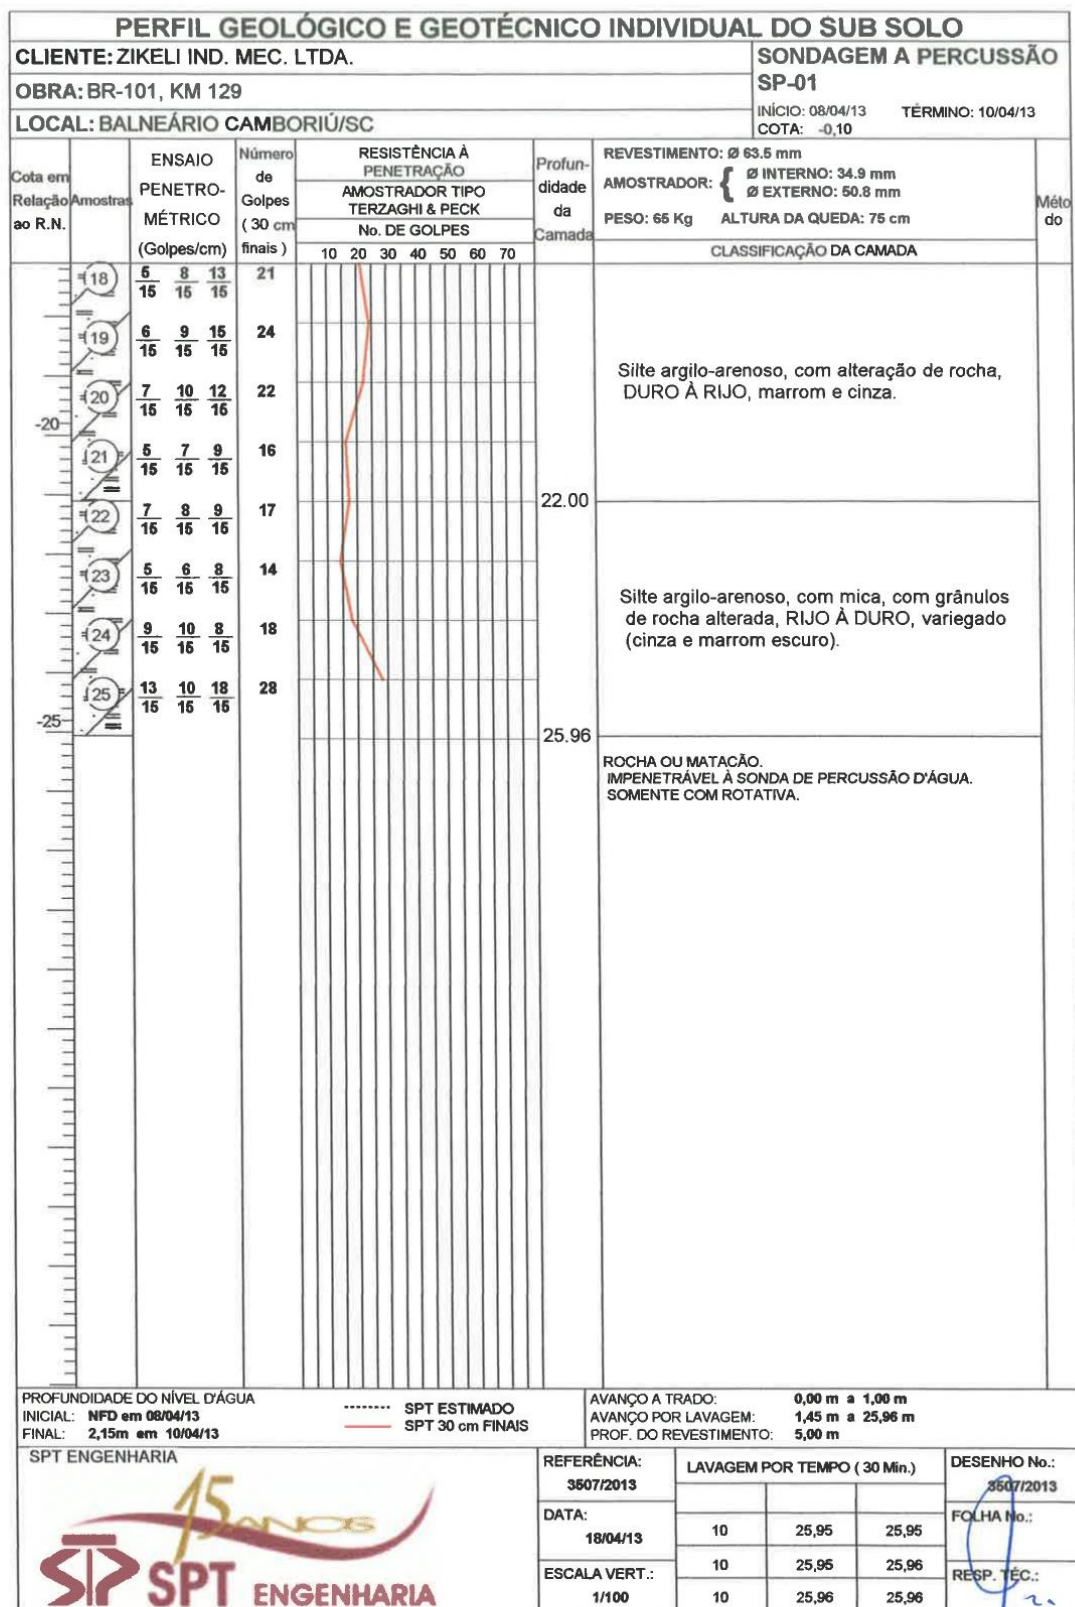 PERFIL GEOLÓGICO E GEOTÉCNICO INDIVIDUAL DO SUB SOLO
CLIENTE: ZIKELI IND. MEC. LTDA.
OBRA: BR-101, KM 129
LOCAL: BALNEÁRIO CAMBORIÚ/SC
SONDAGEM A PERCUSSÃO
SP-01
INÍCIO: 08/04/13 TÉRMINO: 10/04/13
COTA: -0,10
Cota em Relação ao R.N.
Amostras
ENSAIO PENETRO-MÉTRICO (Golpes/cm)
Número de Golpes ( 30 cm finais )
RESISTÊNCIA À PENETRAÇÃO
AMOSTRADOR TIPO TERZAGHI & PECK
No. DE GOLPES
10 20 30 40 50 60 70
Profun-didade da Camada
REVESTIMENTO: Ø 63.5 mm
AMOSTRADOR: { Ø INTERNO: 34.9 mm
Ø EXTERNO: 50.8 mm
PESO: 65 Kg ALTURA DA QUEDA: 75 cm
CLASSIFICAÇÃO DA CAMADA
Méto do
18 5/15 8/15 13/15 21
19 6/15 9/15 15/15 24
20 7/15 10/15 12/15 22
-20
21 5/15 7/15 9/15 16
22 7/15 8/15 9/15 17
23 5/15 6/15 8/15 14
24 9/15 10/15 8/15 18
25 13/15 10/15 18/15 28
-25
22.00
25.96
Silte argilo-arenoso, com alteração de rocha,
DURO À RIJO, marrom e cinza.
Silte argilo-arenoso, com mica, com grânulos
de rocha alterada, RIJO À DURO, variegado
(cinza e marrom escuro).
ROCHA OU MATACÃO.
IMPENETRÁVEL À SONDA DE PERCUSSÃO D'ÁGUA.
SOMENTE COM ROTATIVA.
PROFUNDIDADE DO NÍVEL D'ÁGUA
INICIAL: NFD em 08/04/13
FINAL: 2,15m em 10/04/13
SPT ESTIMADO
SPT 30 cm FINAIS
AVANÇO A TRADO: 0,00 m a 1,00 m
AVANÇO POR LAVAGEM: 1,45 m a 25,96 m
PROF. DO REVESTIMENTO: 5,00 m
SPT ENGENHARIA
15 ANOS
SPT ENGENHARIA
REFERÊNCIA:
3507/2013
DATA:
18/04/13
ESCALA VERT.:
1/100
LAVAGEM POR TEMPO ( 30 Min.)
10 25,95 25,95
10 25,95 25,96
10 25,96 25,96
DESENHO No.:
3507/2013
FOLHA No.:
RESP. TÉC.: